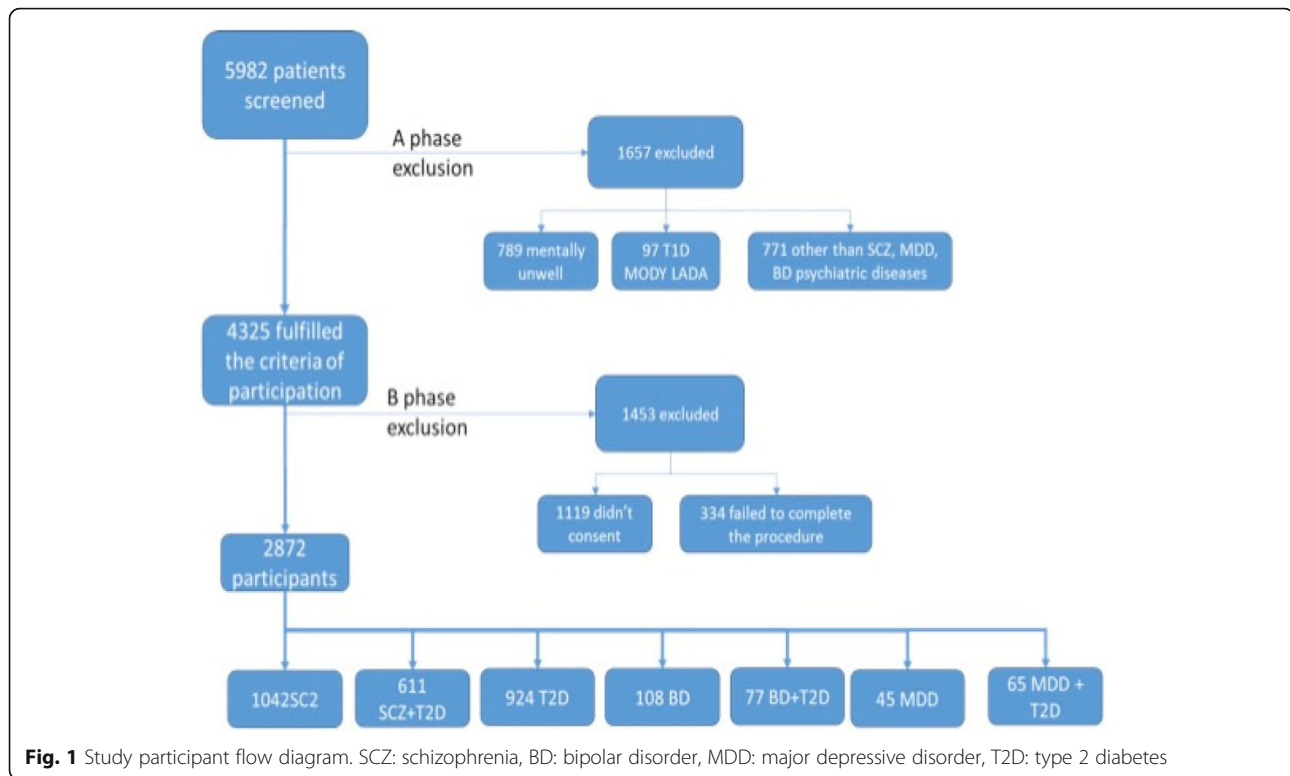 5982 patients
screened
A phase
exclusion
1657 excluded
789 mentally
unwell
97 T1D
MODY LADA
771 other than SCZ, MDD,
BD psychiatric diseases
4325 fulfilled
the criteria of
participation
B phase
exclusion
1453 excluded
1119 didn't
consent
334 failed to complete
the procedure
2872
participants
1042SC2
611
SCZ+T2D
924 T2D
108 BD
77 BD+T2D
45 MDD
65 MDD +
T2D
Fig. 1 Study participant flow diagram. SCZ: schizophrenia, BD: bipolar disorder, MDD: major depressive disorder, T2D: type 2 diabetes